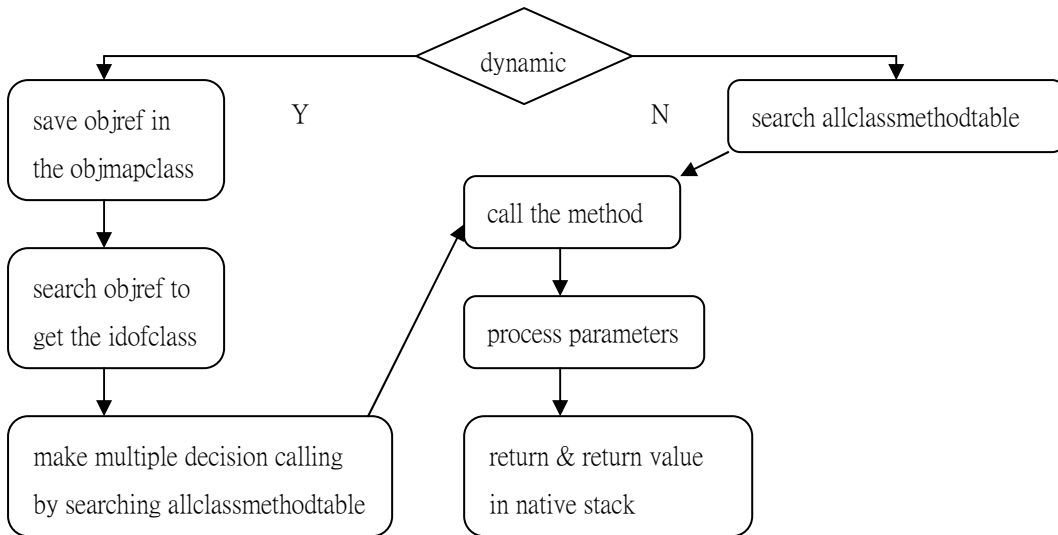 dynamic
Y
N
save objref in
the objmapclass
search allclassmethodtable
call the method
search objref to
get the idofclass
process parameters
make multiple decision calling
by searching allclassmethodtable
return & return value
in native stack